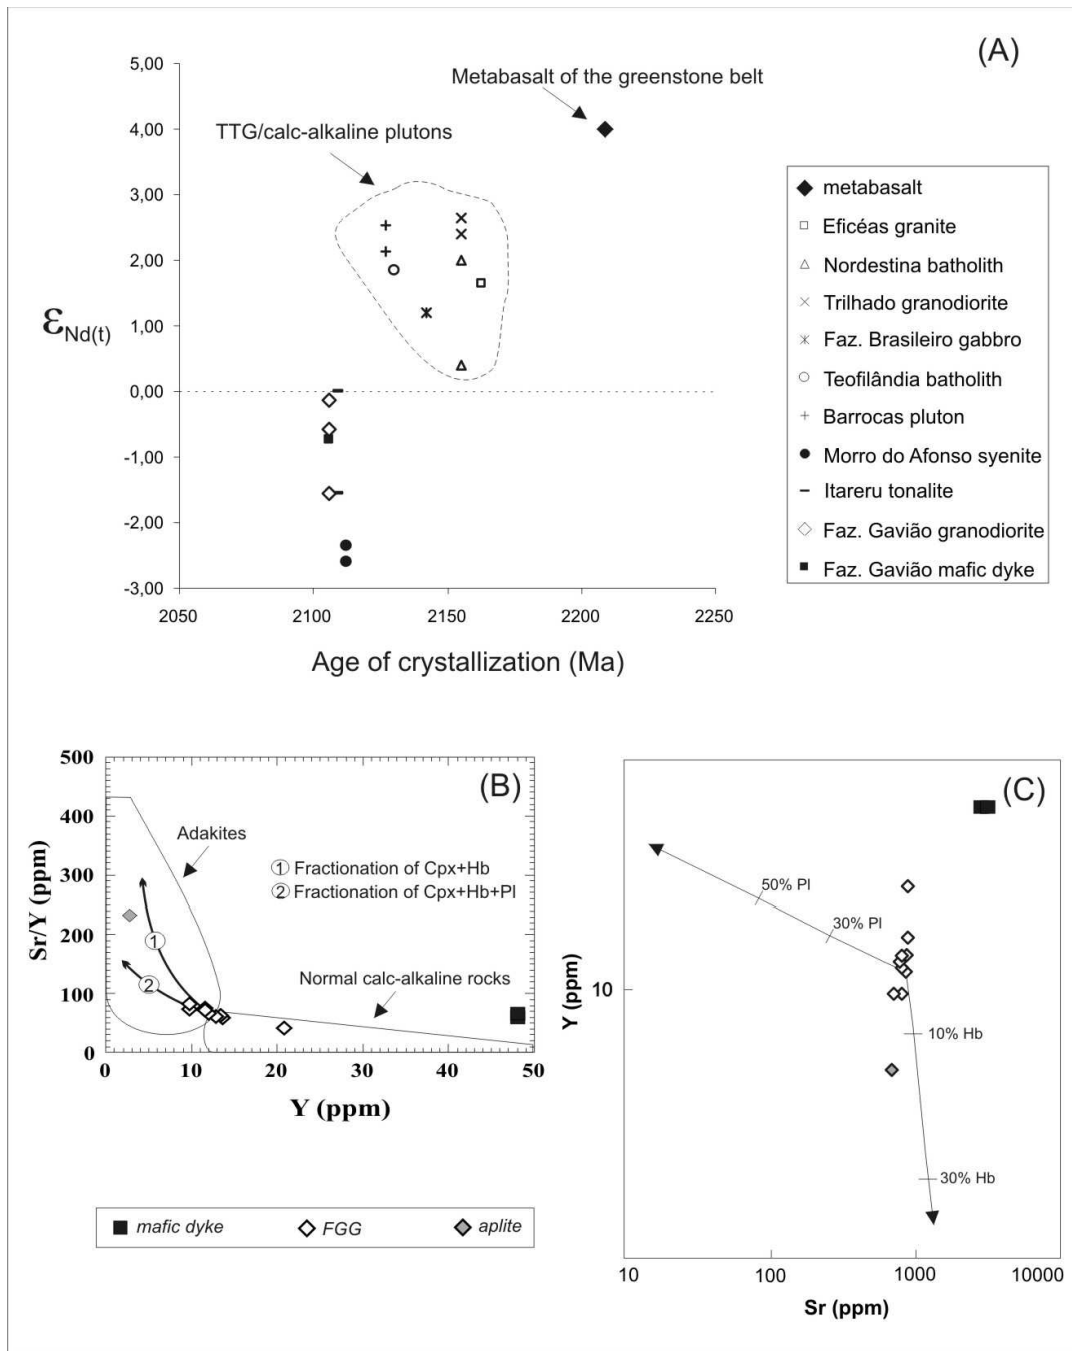 (A)
5,00
4,00
3,00
2,00
1,00
0,00
-1,00
-2,00
-3,00
εNd(t)
Metabasalt of the greenstone belt
TTG/calc-alkaline plutons
2050
2100
2150
2200
2250
Age of crystallization (Ma)
metabasalt
Eficéas granite
Nordestina batholith
Trilhado granodiorite
Faz. Brasileiro gabbro
Teofilândia batholith
Barrocas pluton
Morro do Afonso syenite
Itareru tonalite
Faz. Gavião granodiorite
Faz. Gavião mafic dyke
(B)
Sr/Y (ppm)
500
400
300
200
100
0
Adakites
1 Fractionation of Cpx+Hb
2 Fractionation of Cpx+Hb+Pl
1
2
Normal calc-alkaline rocks
0
10
20
30
40
50
Y (ppm)
mafic dyke
FGG
aplite
(C)
Y (ppm)
10
50% Pl
30% Pl
10% Hb
30% Hb
10
100
1000
10000
Sr (ppm)